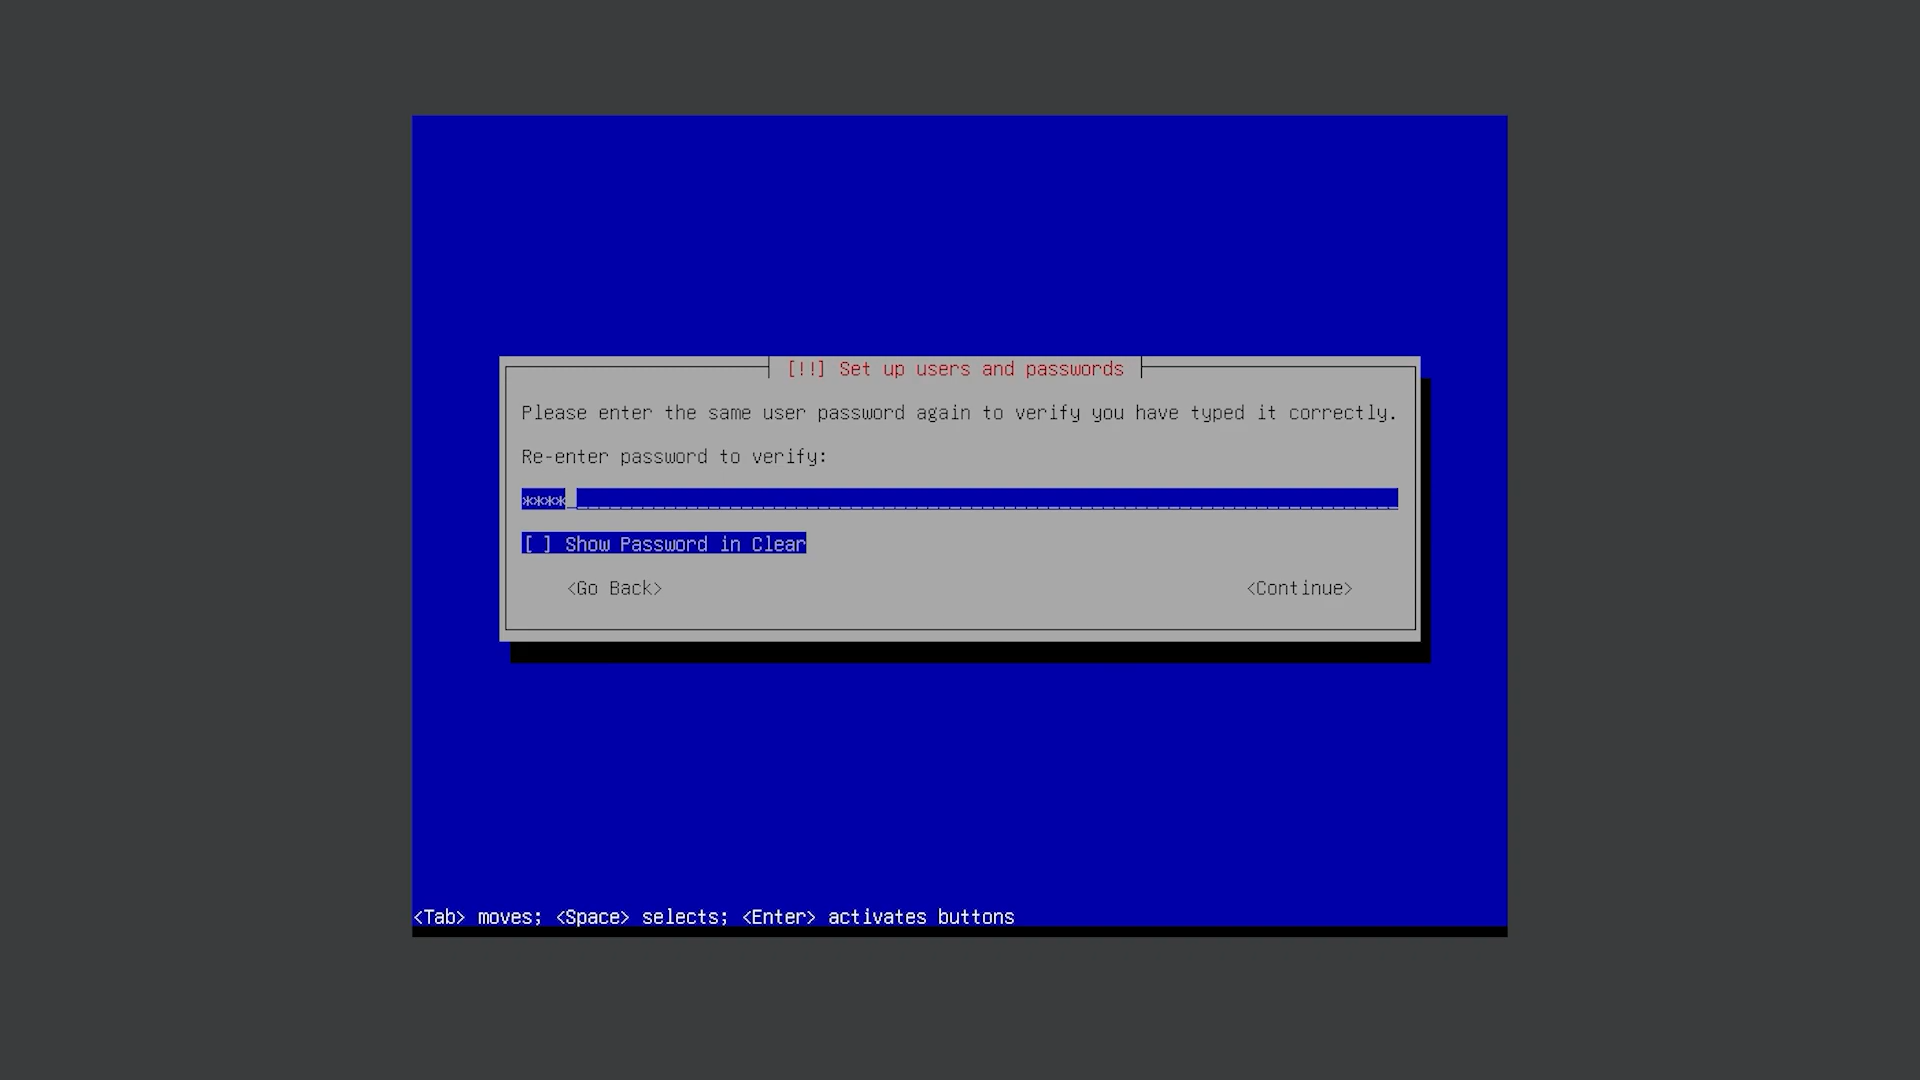 [!!] Set up users and passwords
Please enter the same user password again to verify you have typed it correctly.
Re-enter password to verify:
****
[ ] Show Password in Clear
<Go Back> <Continue>
<Tab> moves; <Space> selects; <Enter> activates buttons